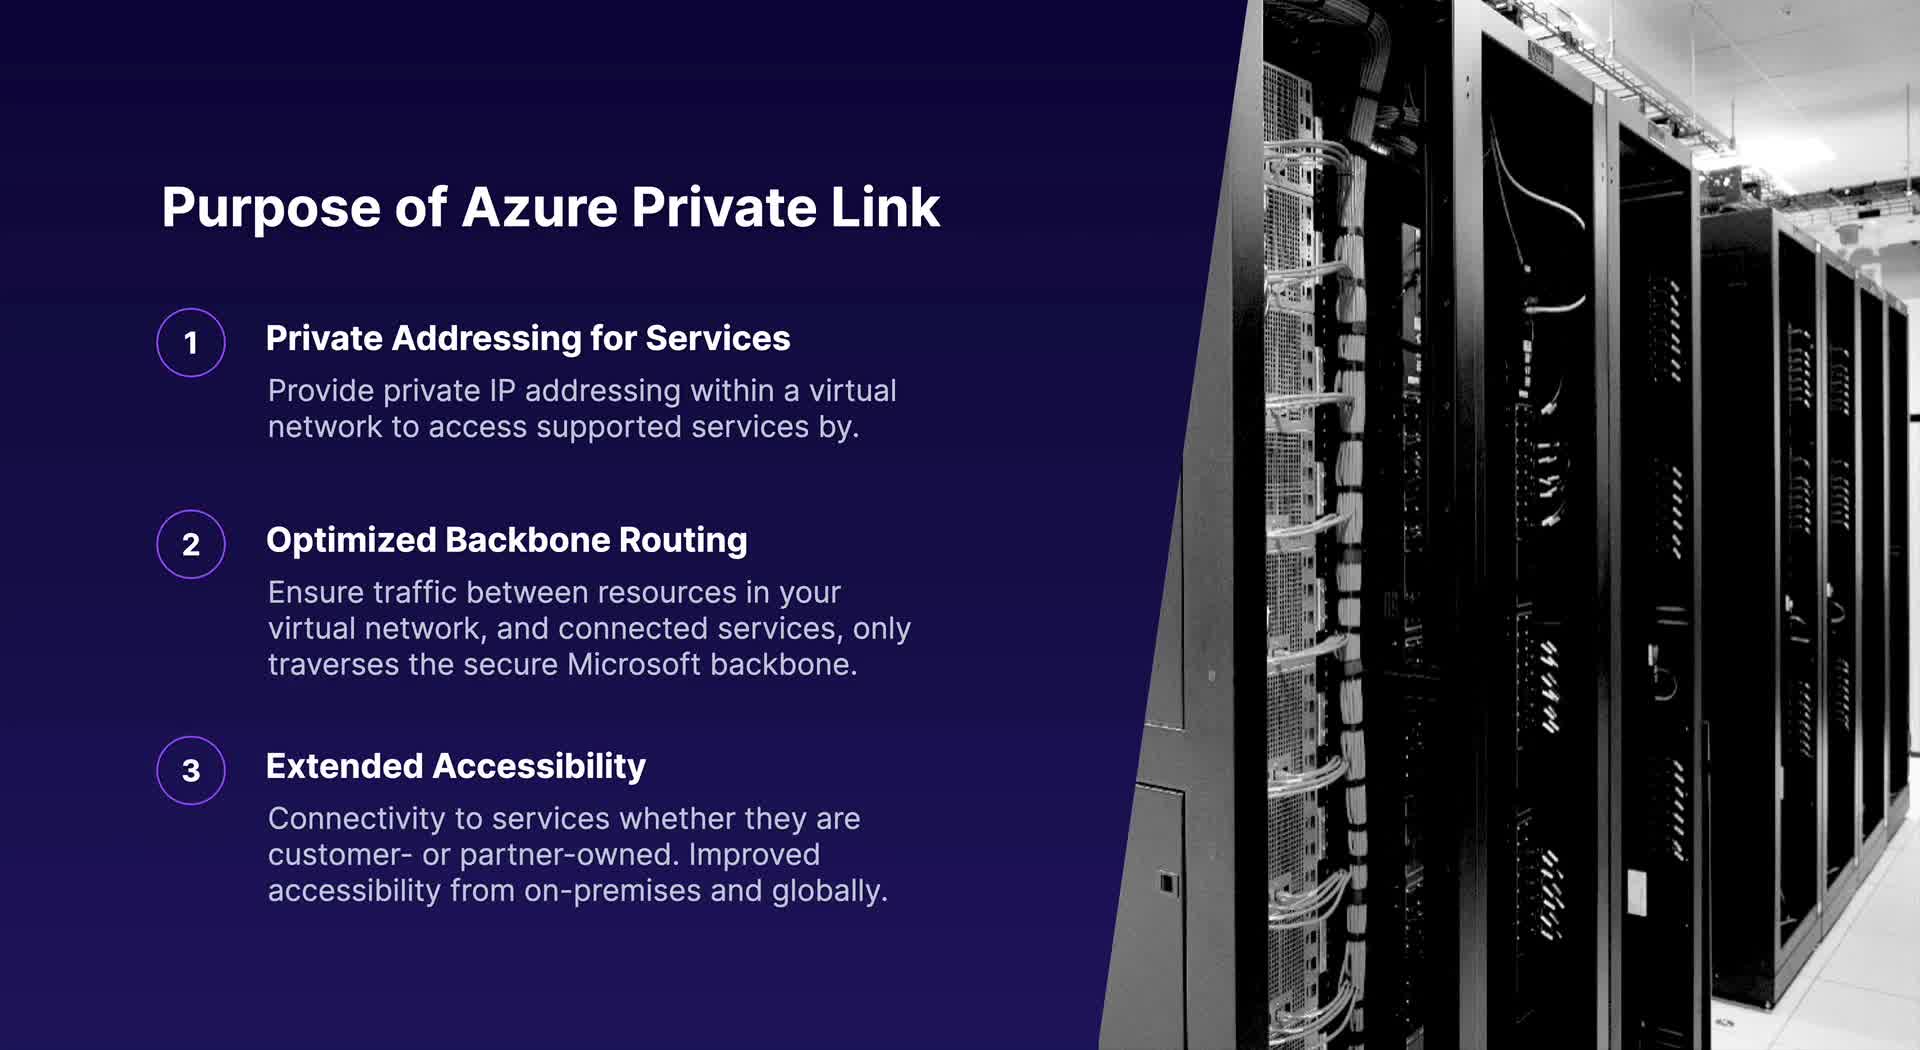 Purpose of Azure Private Link
1
Private Addressing for Services
Provide private IP addressing within a virtual
network to access supported services by.
2
Optimized Backbone Routing
Ensure traffic between resources in your
virtual network, and connected services, only
traverses the secure Microsoft backbone.
3
Extended Accessibility
Connectivity to services whether they are
customer- or partner-owned. Improved
accessibility from on-premises and globally.